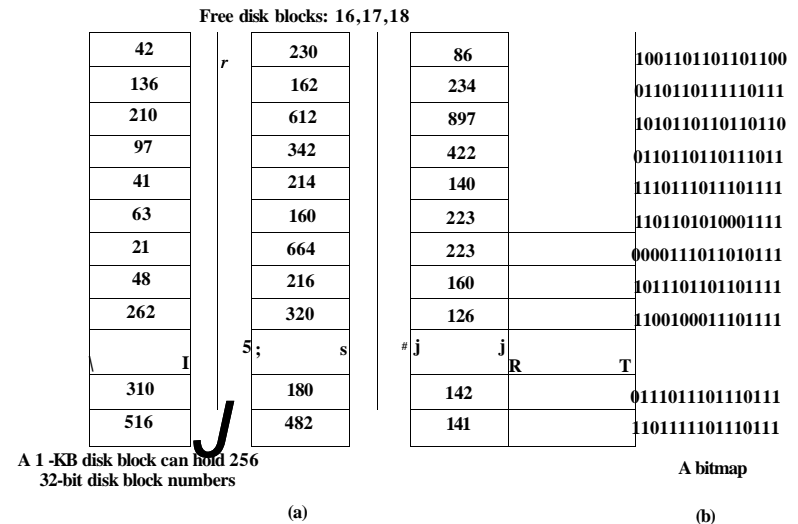 Free disk blocks: 16,17,18
42 230 86 1001101101101100
r
136 162 234 0110110111110111
210 612 897 1010110110110110
97 342 422 0110110110111011
41 214 140 1110111011101111
63 160 223 1101101010001111
21 664 223 0000111011010111
48 216 160 1011101101101111
262 320 126 1100100011101111
5; s # j j
\ I R T
310 180 142 0111011101110111
516 482 141 1101111101110111
J
A 1 -KB disk block can hold 256
32-bit disk block numbers
A bitmap
(a) (b)